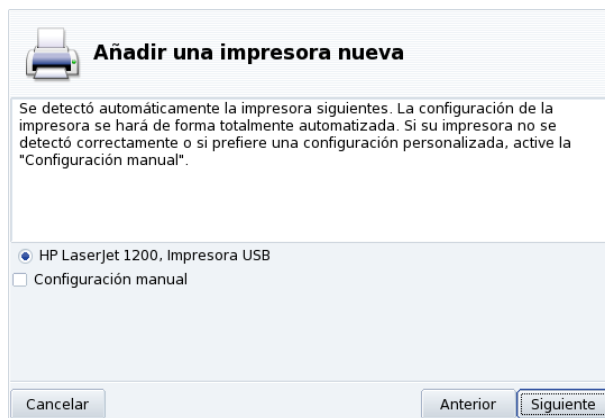 Añadir una impresora nueva
Se detectó automáticamente la impresora siguientes. La configuración de la
impresora se hará de forma totalmente automatizada. Si su impresora no se
detectó correctamente o si prefiere una configuración personalizada, active la
"Configuración manual".
HP LaserJet 1200, Impresora USB
Configuración manual
Cancelar
Anterior
Siguiente